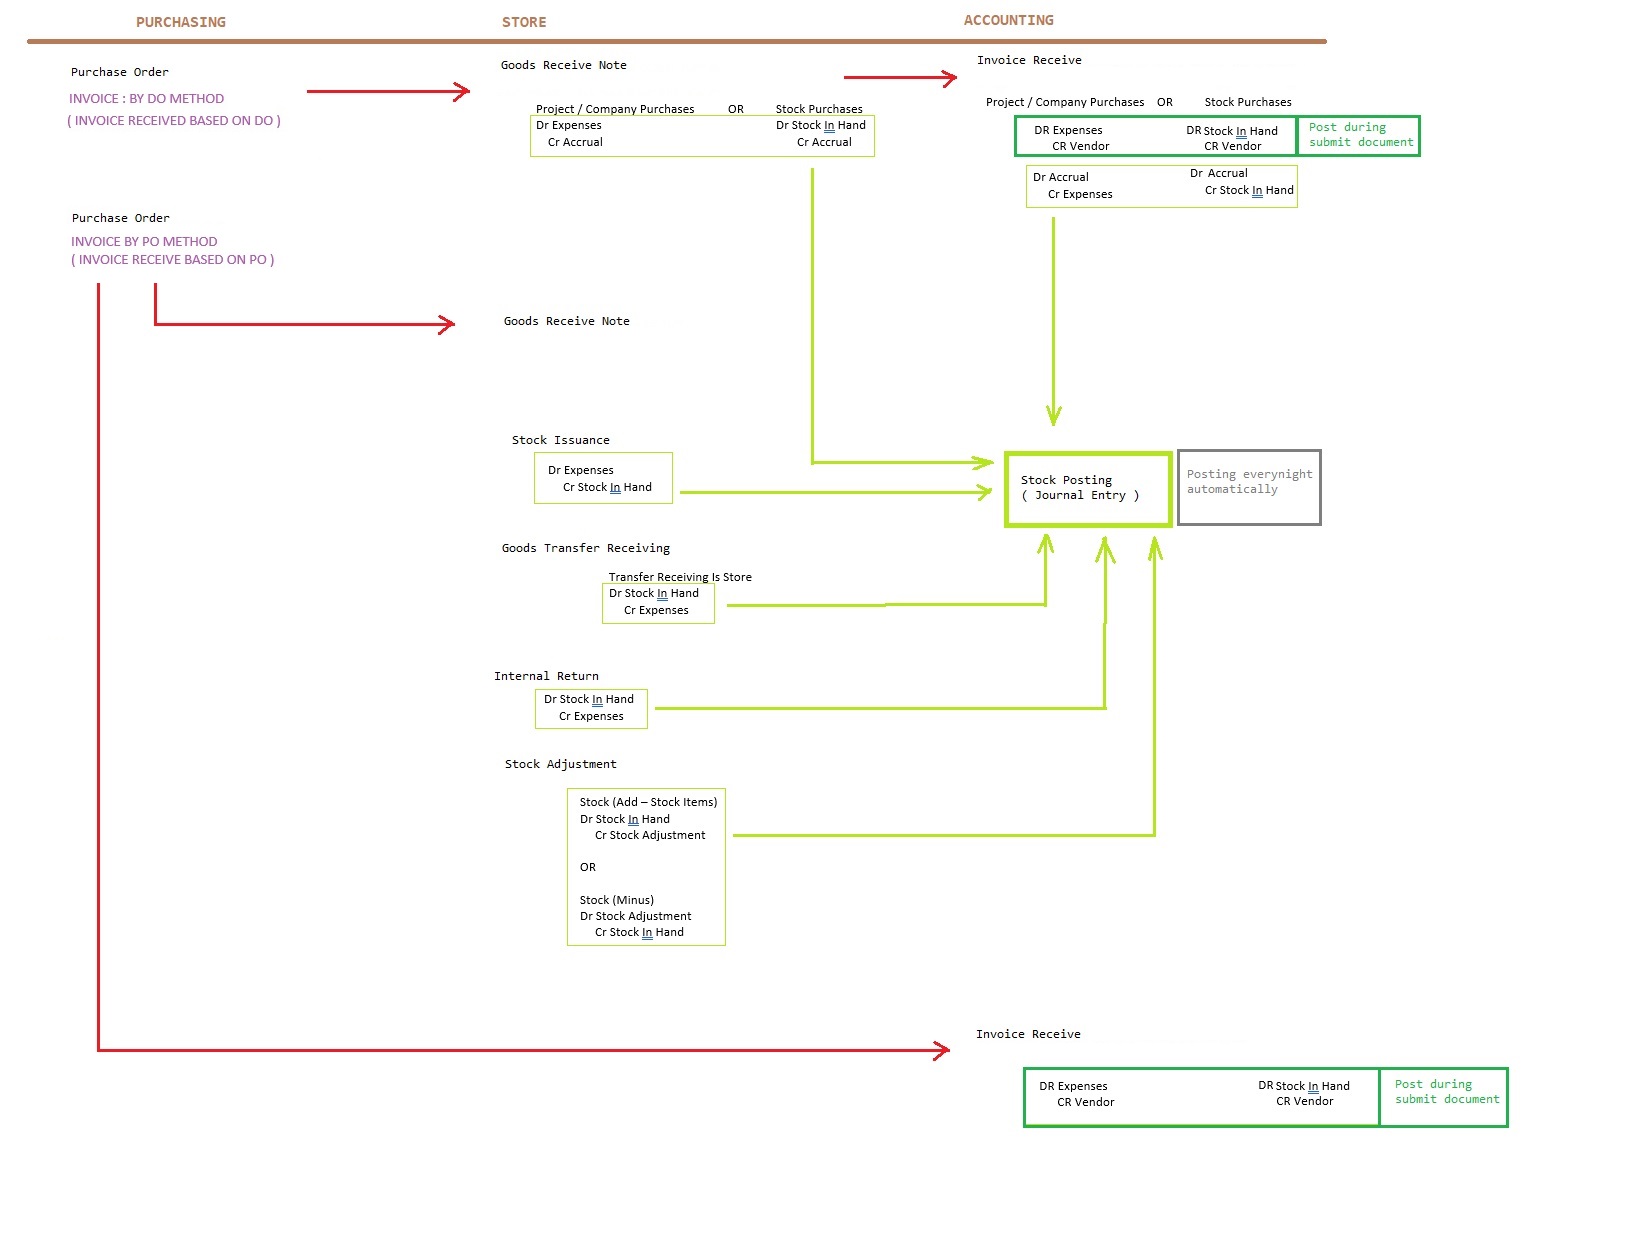 PURCHASING
STORE
ACCOUNTING
Purchase Order
INVOICE : BY DO METHOD
( INVOICE RECEIVED BASED ON DO )
Goods Receive Note
Project / Company Purchases OR Stock Purchases
Dr Expenses Dr Stock In Hand
Cr Accrual Cr Accrual
Invoice Receive
Project / Company Purchases OR Stock Purchases
DR Expenses DR Stock In Hand
CR Vendor CR Vendor
Post during
submit document
Dr Accrual Dr Accrual
Cr Expenses Cr Stock In Hand
Purchase Order
INVOICE BY PO METHOD
( INVOICE RECEIVE BASED ON PO )
Goods Receive Note
Stock Issuance
Dr Expenses
Cr Stock In Hand
Stock Posting
( Journal Entry )
Posting everynight
automatically
Goods Transfer Receiving
Transfer Receiving Is Store
Dr Stock In Hand
Cr Expenses
Internal Return
Dr Stock In Hand
Cr Expenses
Stock Adjustment
Stock (Add – Stock Items)
Dr Stock In Hand
Cr Stock Adjustment
OR
Stock (Minus)
Dr Stock Adjustment
Cr Stock In Hand
Invoice Receive
DR Expenses DR Stock In Hand
CR Vendor CR Vendor
Post during
submit document